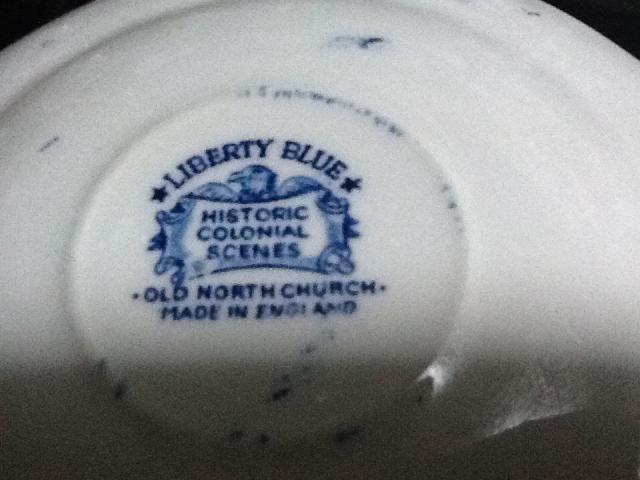 LIBERTY BLUE
HISTORIC
COLONIAL
SCENES
OLD NORTH CHURCH
MADE IN ENGLAND